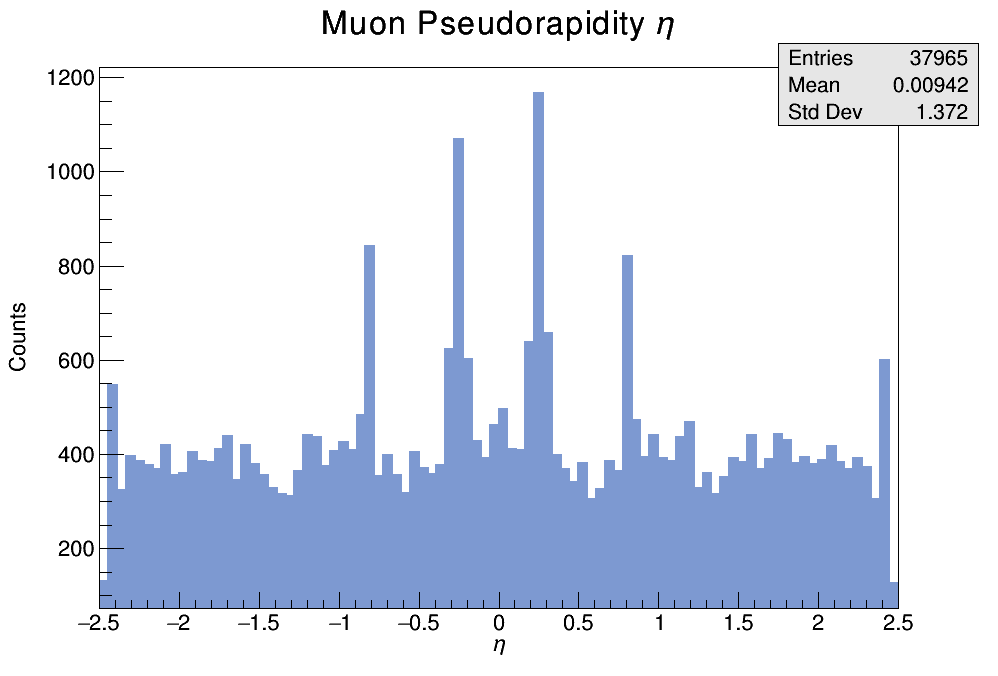 Muon Pseudorapidity η
Entries 37965
Mean 0.00942
Std Dev 1.372
1200
1000
800
600
400
200
Counts
−2.5 −2 −1.5 −1 −0.5 0 0.5 1 1.5 2 2.5
η